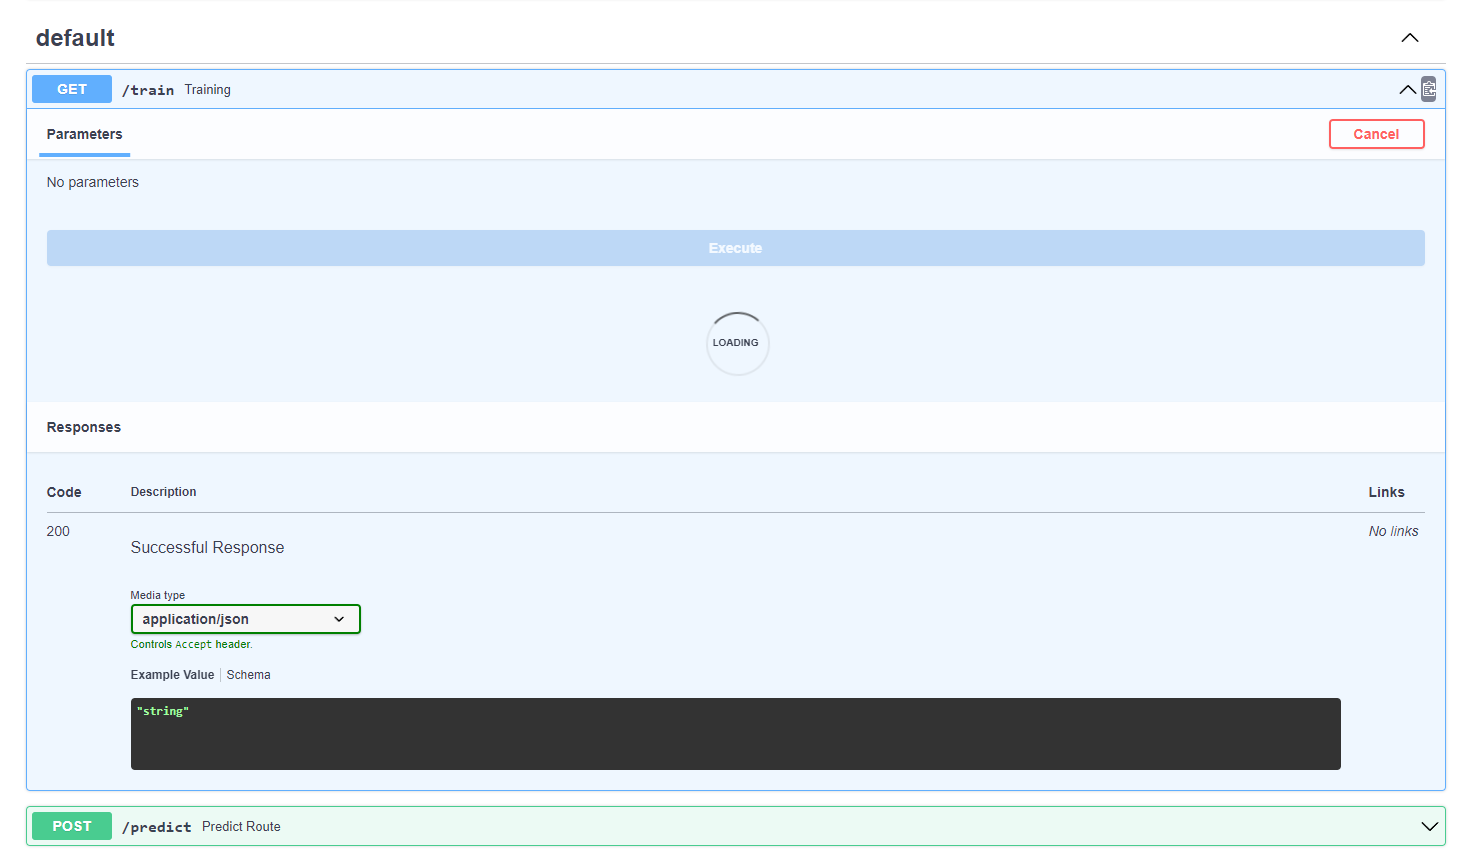 default
GET /train Training
Parameters Cancel
No parameters
Execute
LOADING
Responses
Code Description Links
200 No links
Successful Response
Media type
application/json
Controls Accept header.
Example Value Schema
"string"
POST /predict Predict Route